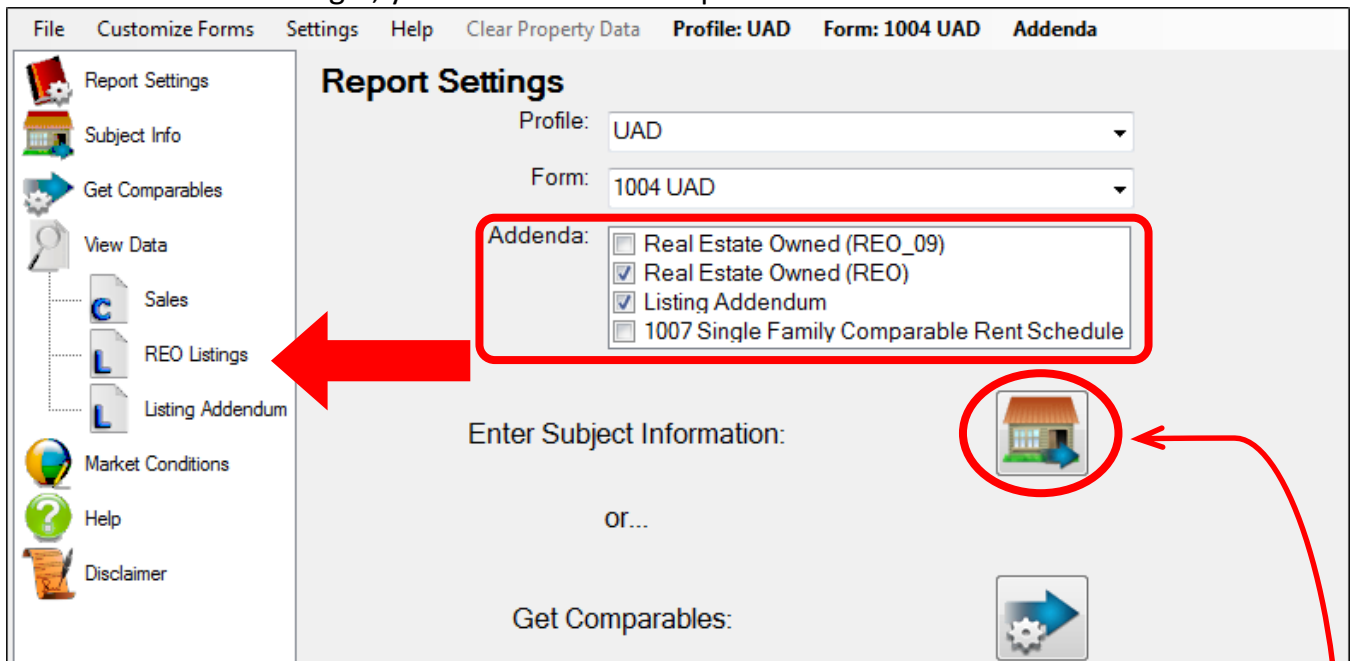 File Customize Forms Settings Help Clear Property Data Profile: UAD Form: 1004 UAD Addenda
Report Settings
Subject Info
Get Comparables
View Data
C Sales
L REO Listings
L Listing Addendum
Market Conditions
? Help
Disclaimer
Report Settings
Profile: UAD
Form: 1004 UAD
Addenda: Real Estate Owned (REO_09)
Real Estate Owned (REO)
Listing Addendum
1007 Single Family Comparable Rent Schedule
Enter Subject Information:
or...
Get Comparables: